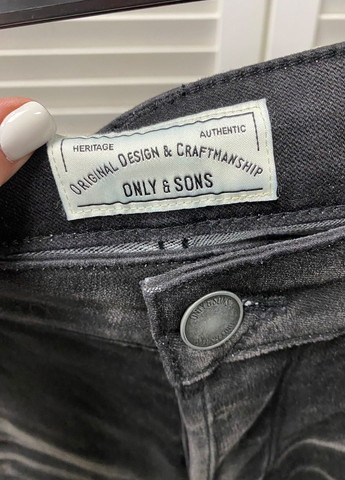 HERITAGE AUTHENTIC
ORIGINAL DESIGN & CRAFTMANSHIP
ONLY & SONS